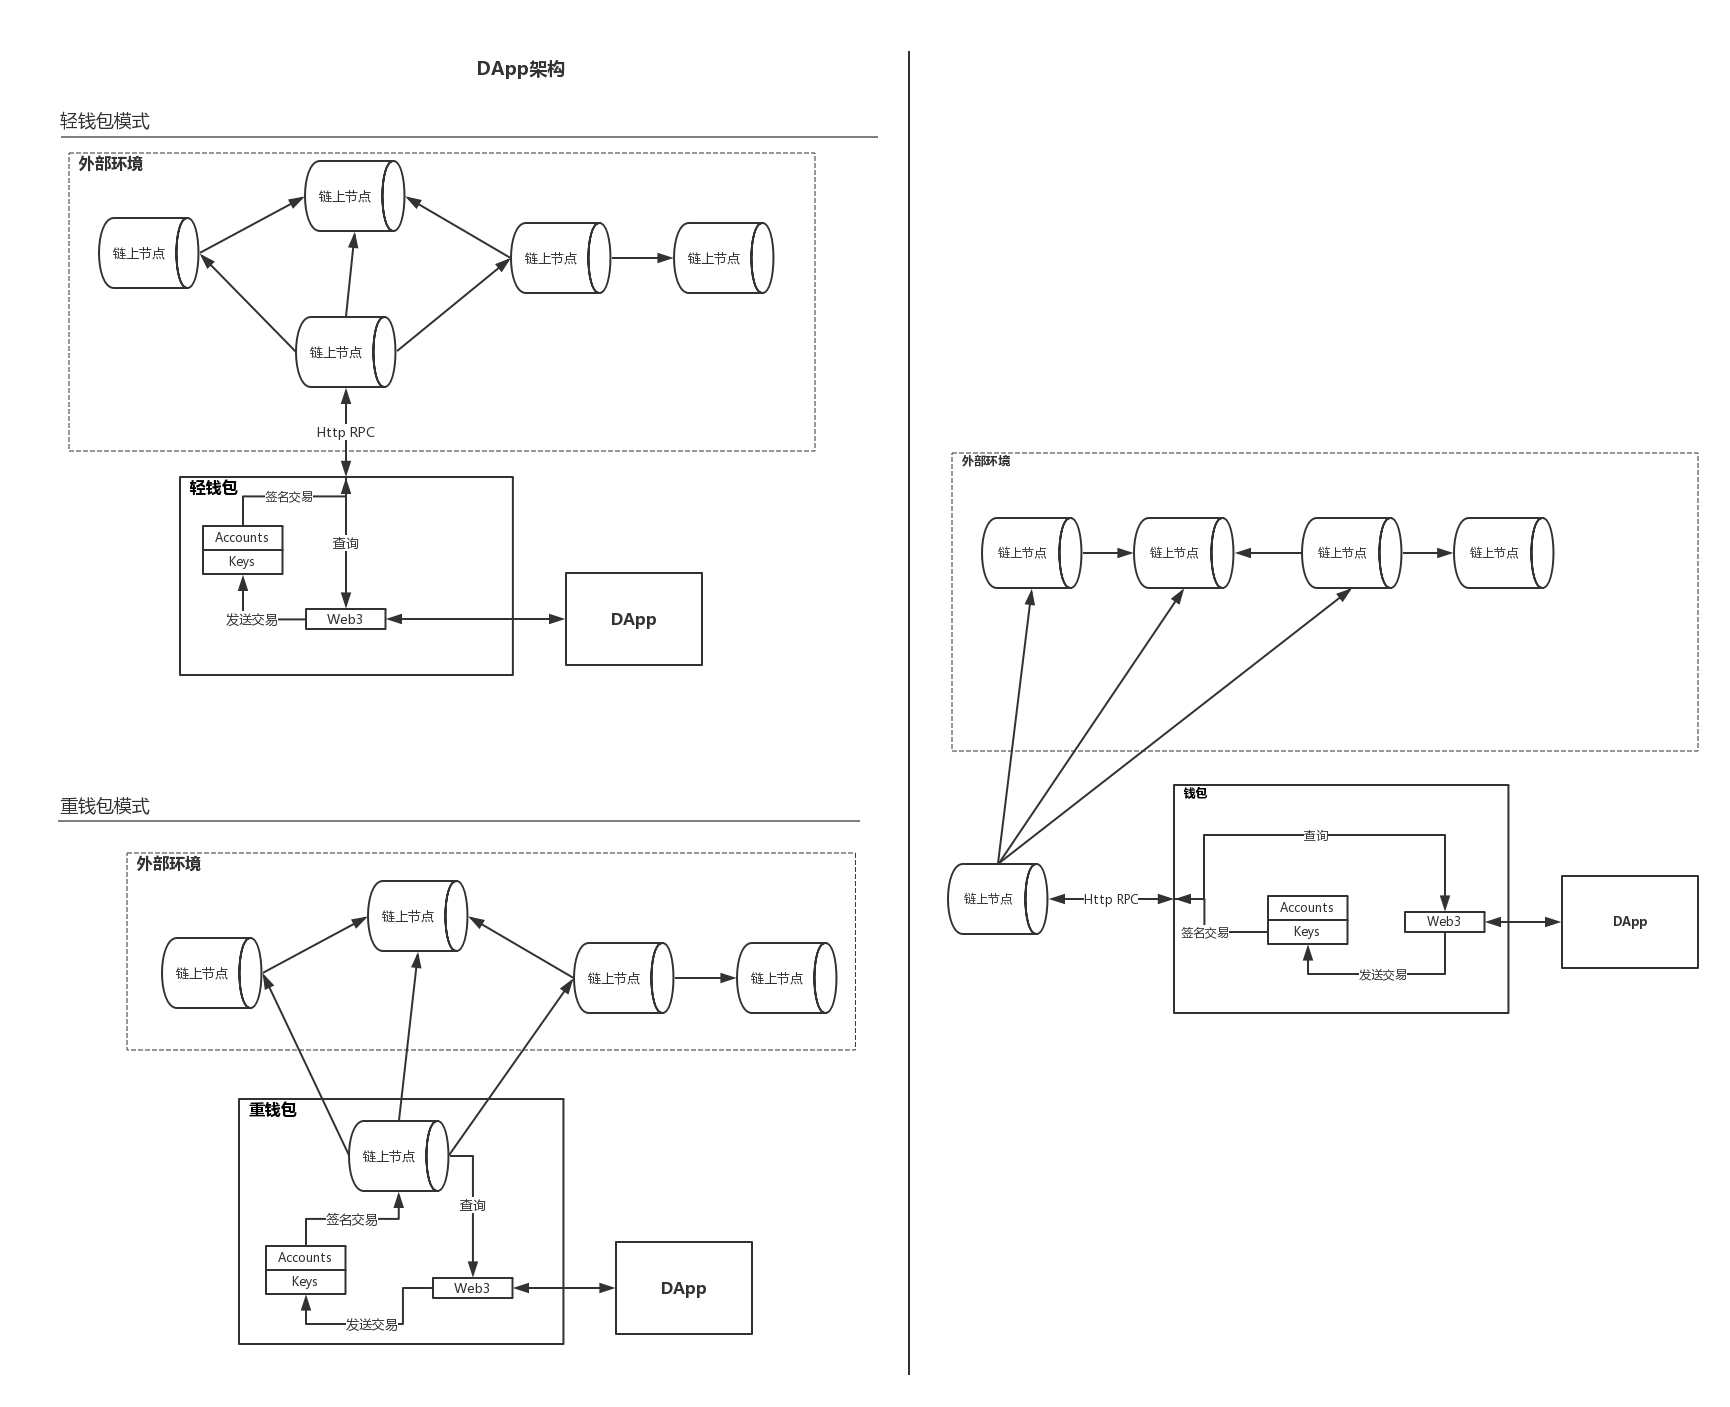 DApp架构
轻钱包模式
外部环境
链上节点
链上节点
链上节点
链上节点
链上节点
Http RPC
轻钱包
签名交易
Accounts
查询
Keys
发送交易
Web3
DApp
重钱包模式
外部环境
链上节点
链上节点
链上节点
链上节点
重钱包
链上节点
查询
签名交易
Accounts
Keys
Web3
DApp
发送交易
外部环境
链上节点
链上节点
链上节点
链上节点
钱包
查询
链上节点
Http RPC
Accounts
签名交易
Keys
Web3
DApp
发送交易